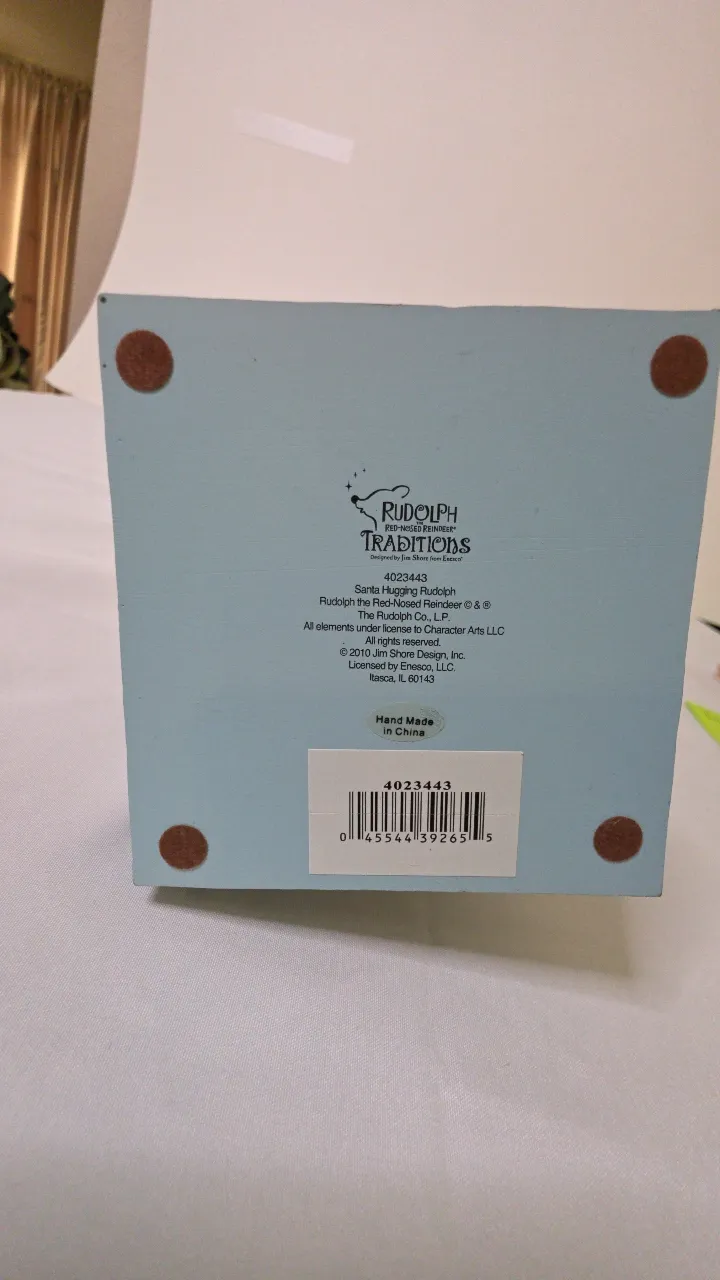 RUDOLPH
THE
RED-NOSED REINDEER®
TRADITIONS
Designed by Jim Shore from Enesco®
4023443
Santa Hugging Rudolph
Rudolph the Red-Nosed Reindeer © & ®
The Rudolph Co., L.P.
All elements under license to Character Arts LLC
All rights reserved.
© 2010 Jim Shore Design, Inc.
Licensed by Enesco, LLC.
Itasca, IL 60143
Hand Made
in China
4023443
0 45544 39265 5